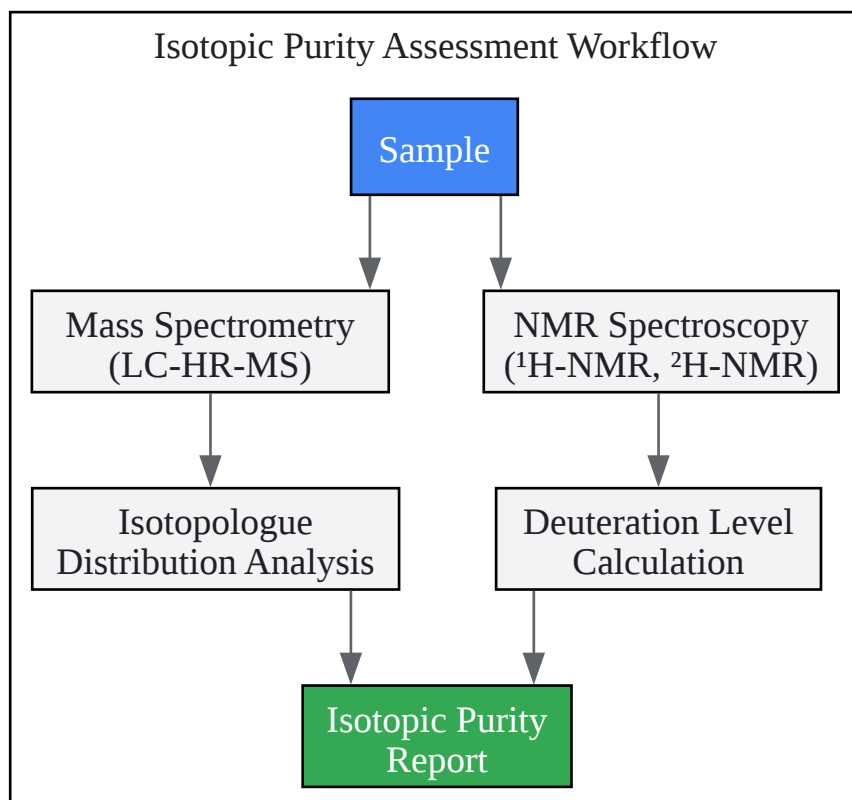 Isotopic Purity Assessment Workflow
Sample
Mass Spectrometry
(LC-HR-MS)
NMR Spectroscopy
(¹H-NMR, ²H-NMR)
Isotopologue
Distribution Analysis
Deuteration Level
Calculation
Isotopic Purity
Report